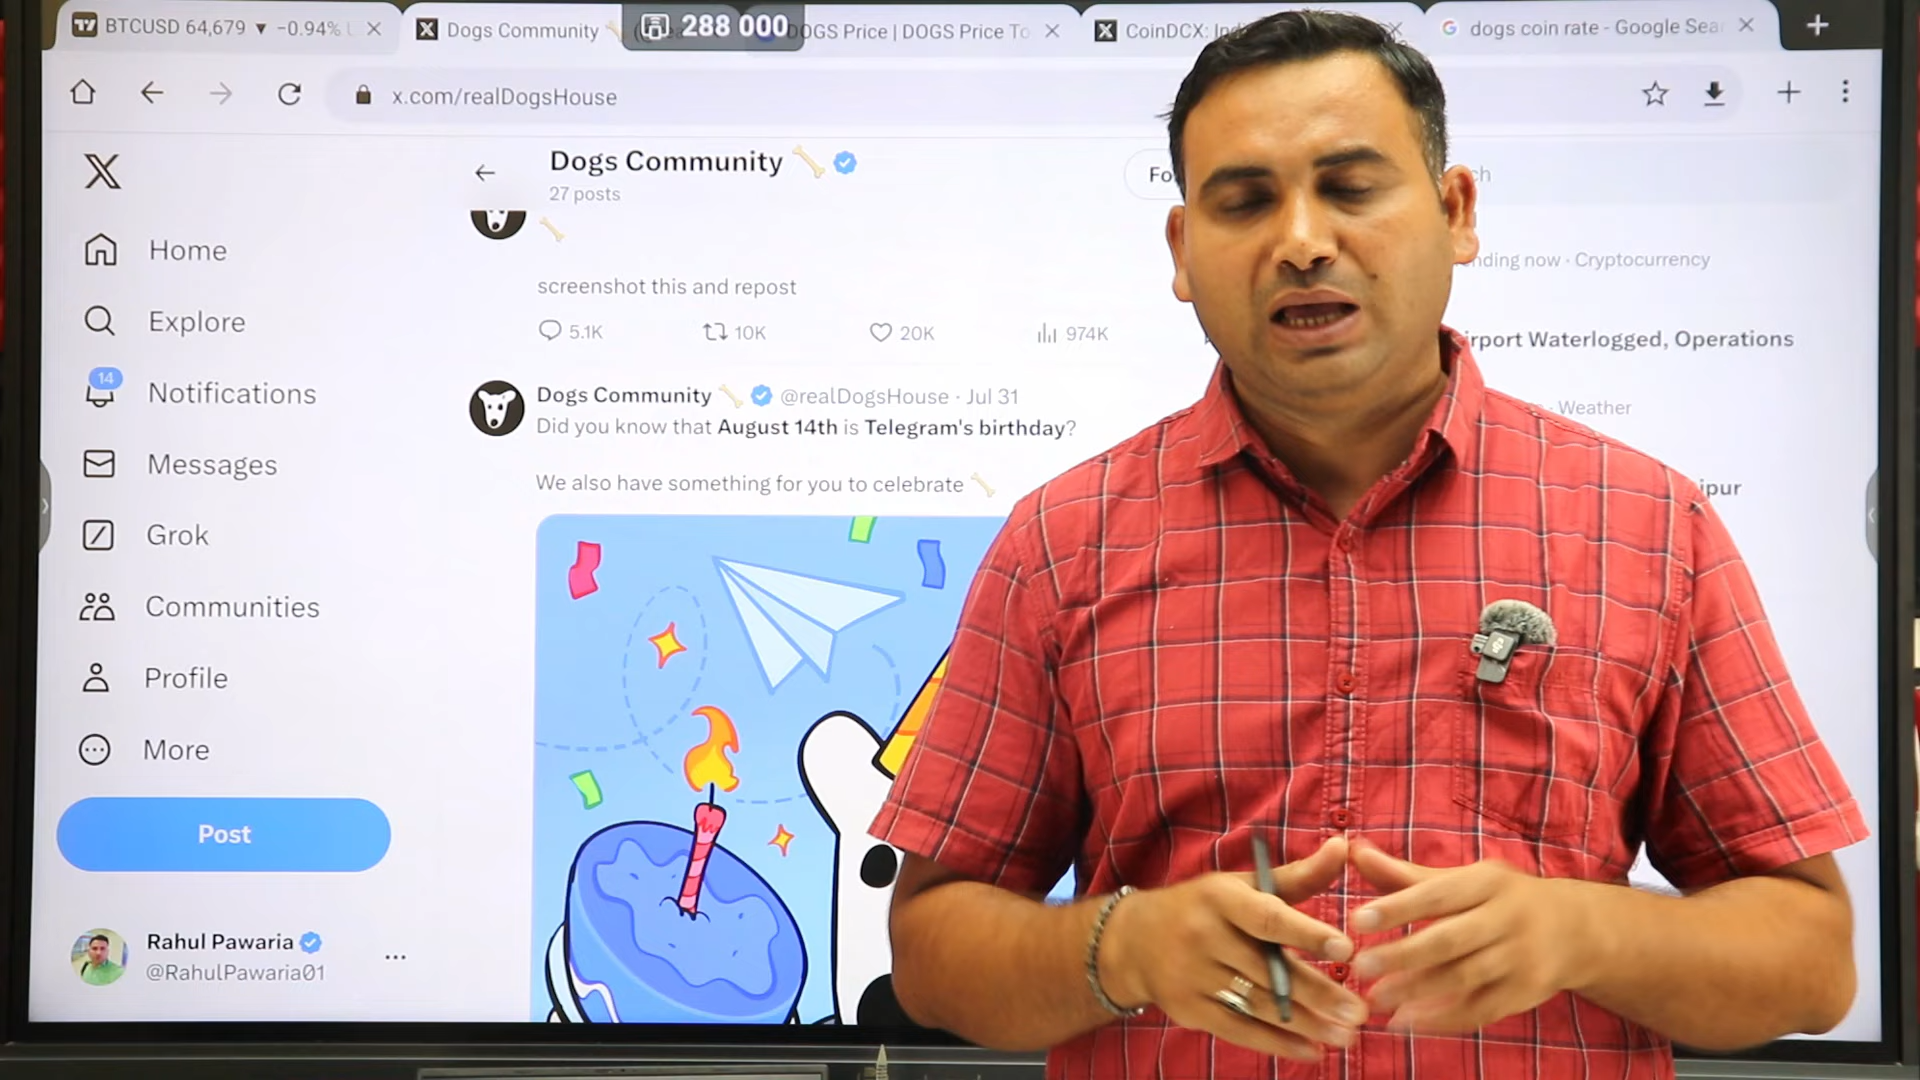 BTCUSD 64,679 ▼ −0.94%
Dogs Community
288 000
DOGS Price | DOGS Price To
CoinDCX:
dogs coin rate - Google Sea
x.com/realDogsHouse
Dogs Community
27 posts
Home
Explore
14
Notifications
Messages
Grok
Communities
Profile
More
Post
Rahul Pawaria
@RahulPawaria01
screenshot this and repost
5.1K 10K 20K 974K
Dogs Community @realDogsHouse · Jul 31
Did you know that August 14th is Telegram's birthday?
We also have something for you to celebrate
now · Cryptocurrency
Waterlogged, Operations
· Weather